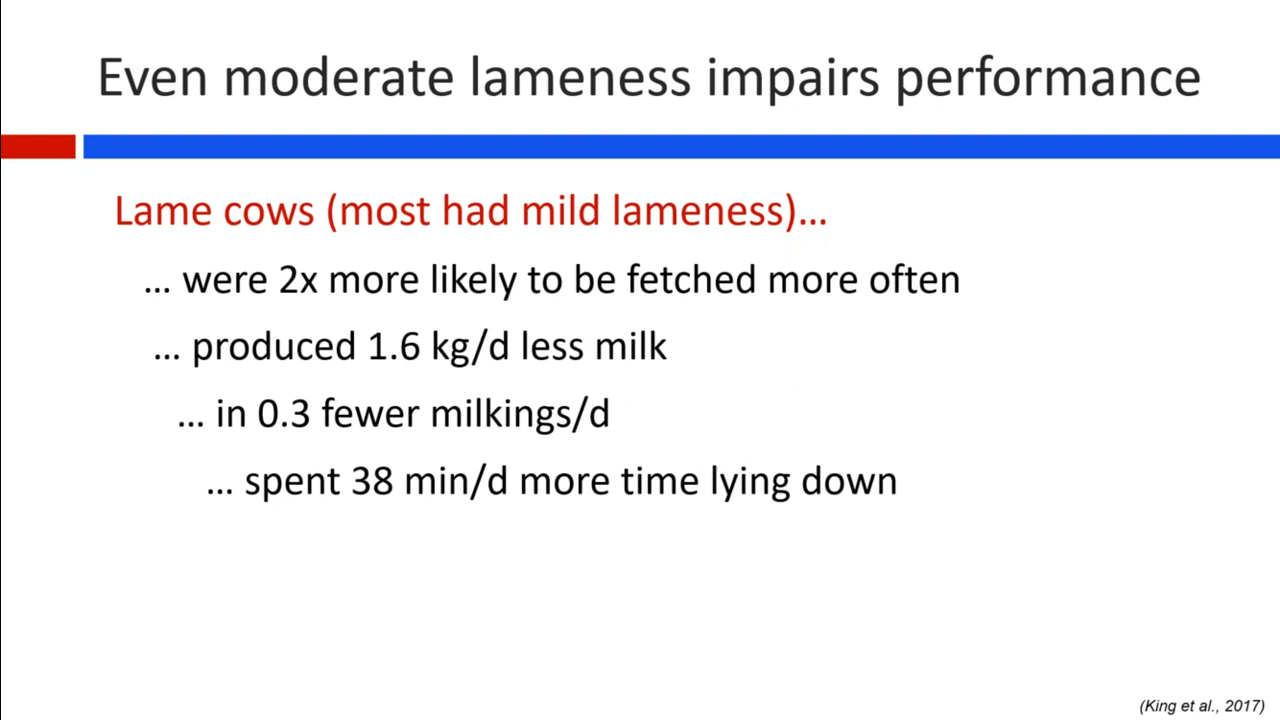 Even moderate lameness impairs performance
Lame cows (most had mild lameness)…
… were 2x more likely to be fetched more often
… produced 1.6 kg/d less milk
… in 0.3 fewer milkings/d
… spent 38 min/d more time lying down
(King et al., 2017)